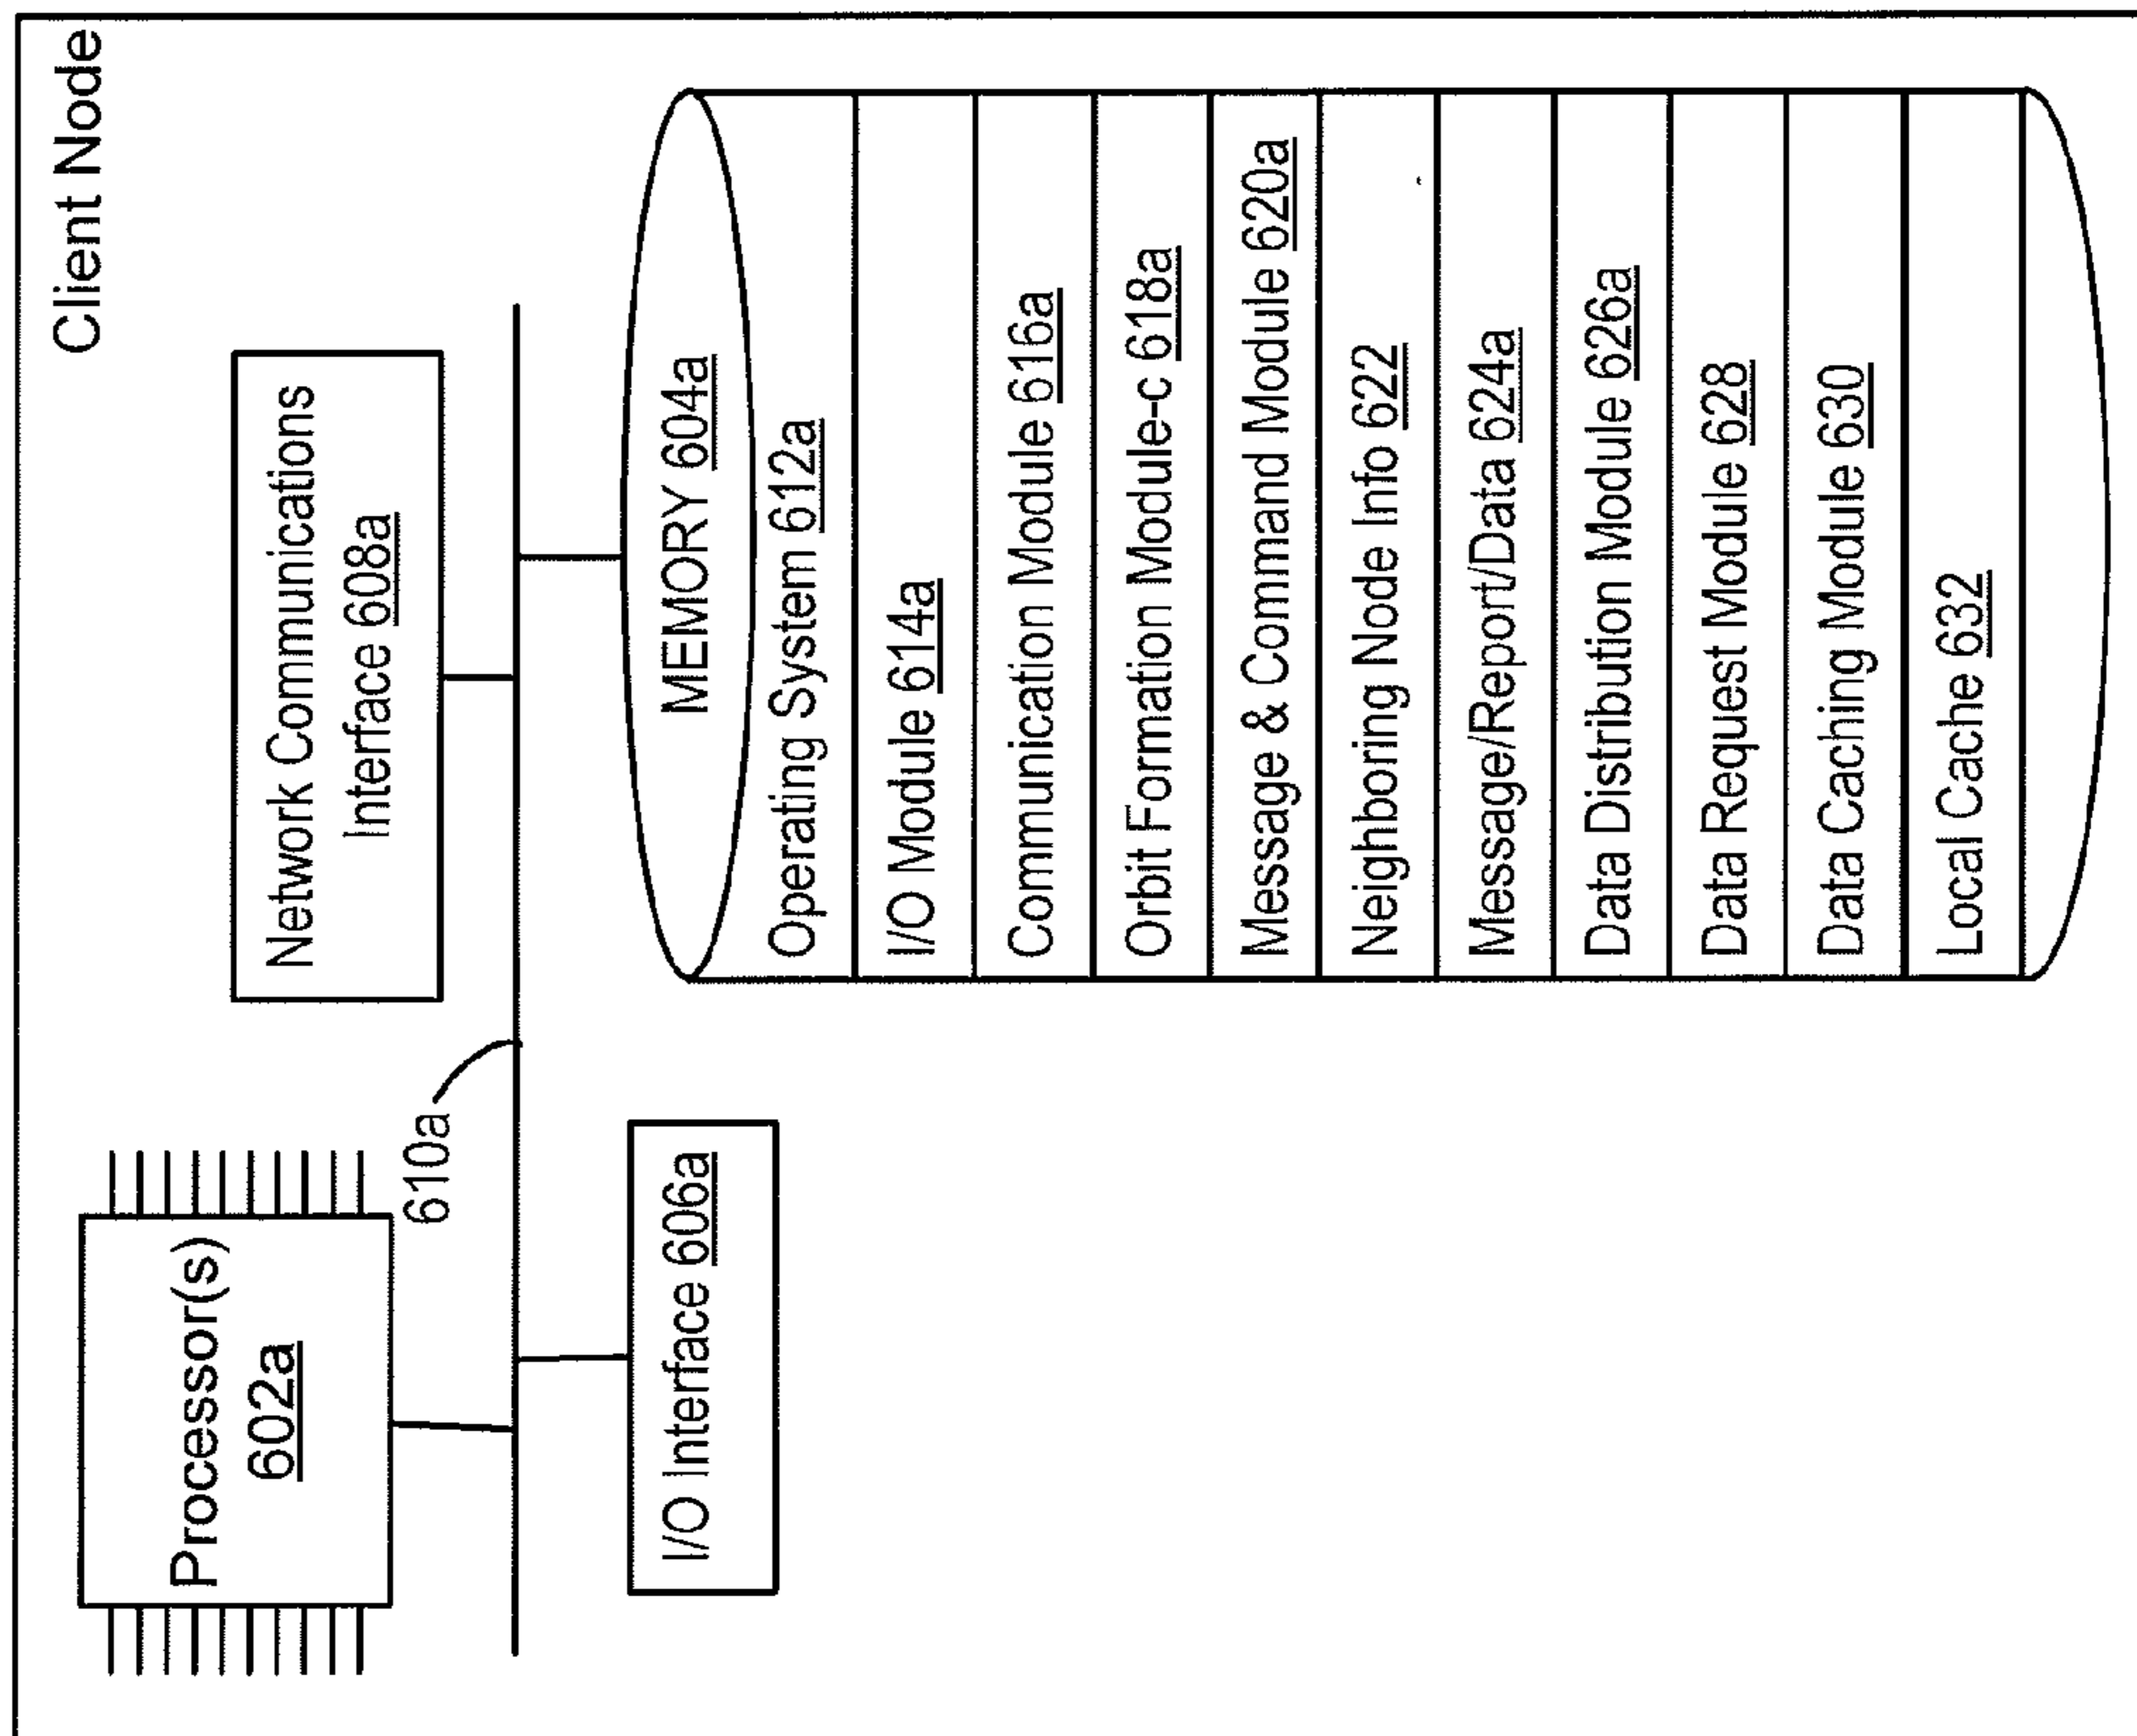 Client Node
Processor(s)
602a
Network Communications
Interface 608a
610a
I/O Interface 606a
MEMORY 604a
Operating System 612a
I/O Module 614a
Communication Module 616a
Orbit Formation Module-c 618a
Message & Command Module 620a
Neighboring Node Info 622
Message/Report/Data 624a
Data Distribution Module 626a
Data Request Module 628
Data Caching Module 630
Local Cache 632